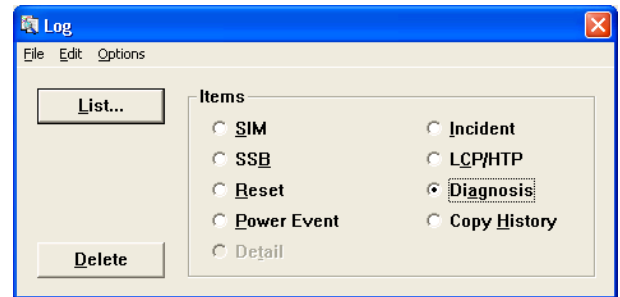 Log
File Edit Options
List...
Items
SIM Incident
SSB LCP/HTP
Reset Diagnosis
Power Event Copy History
Detail
Delete